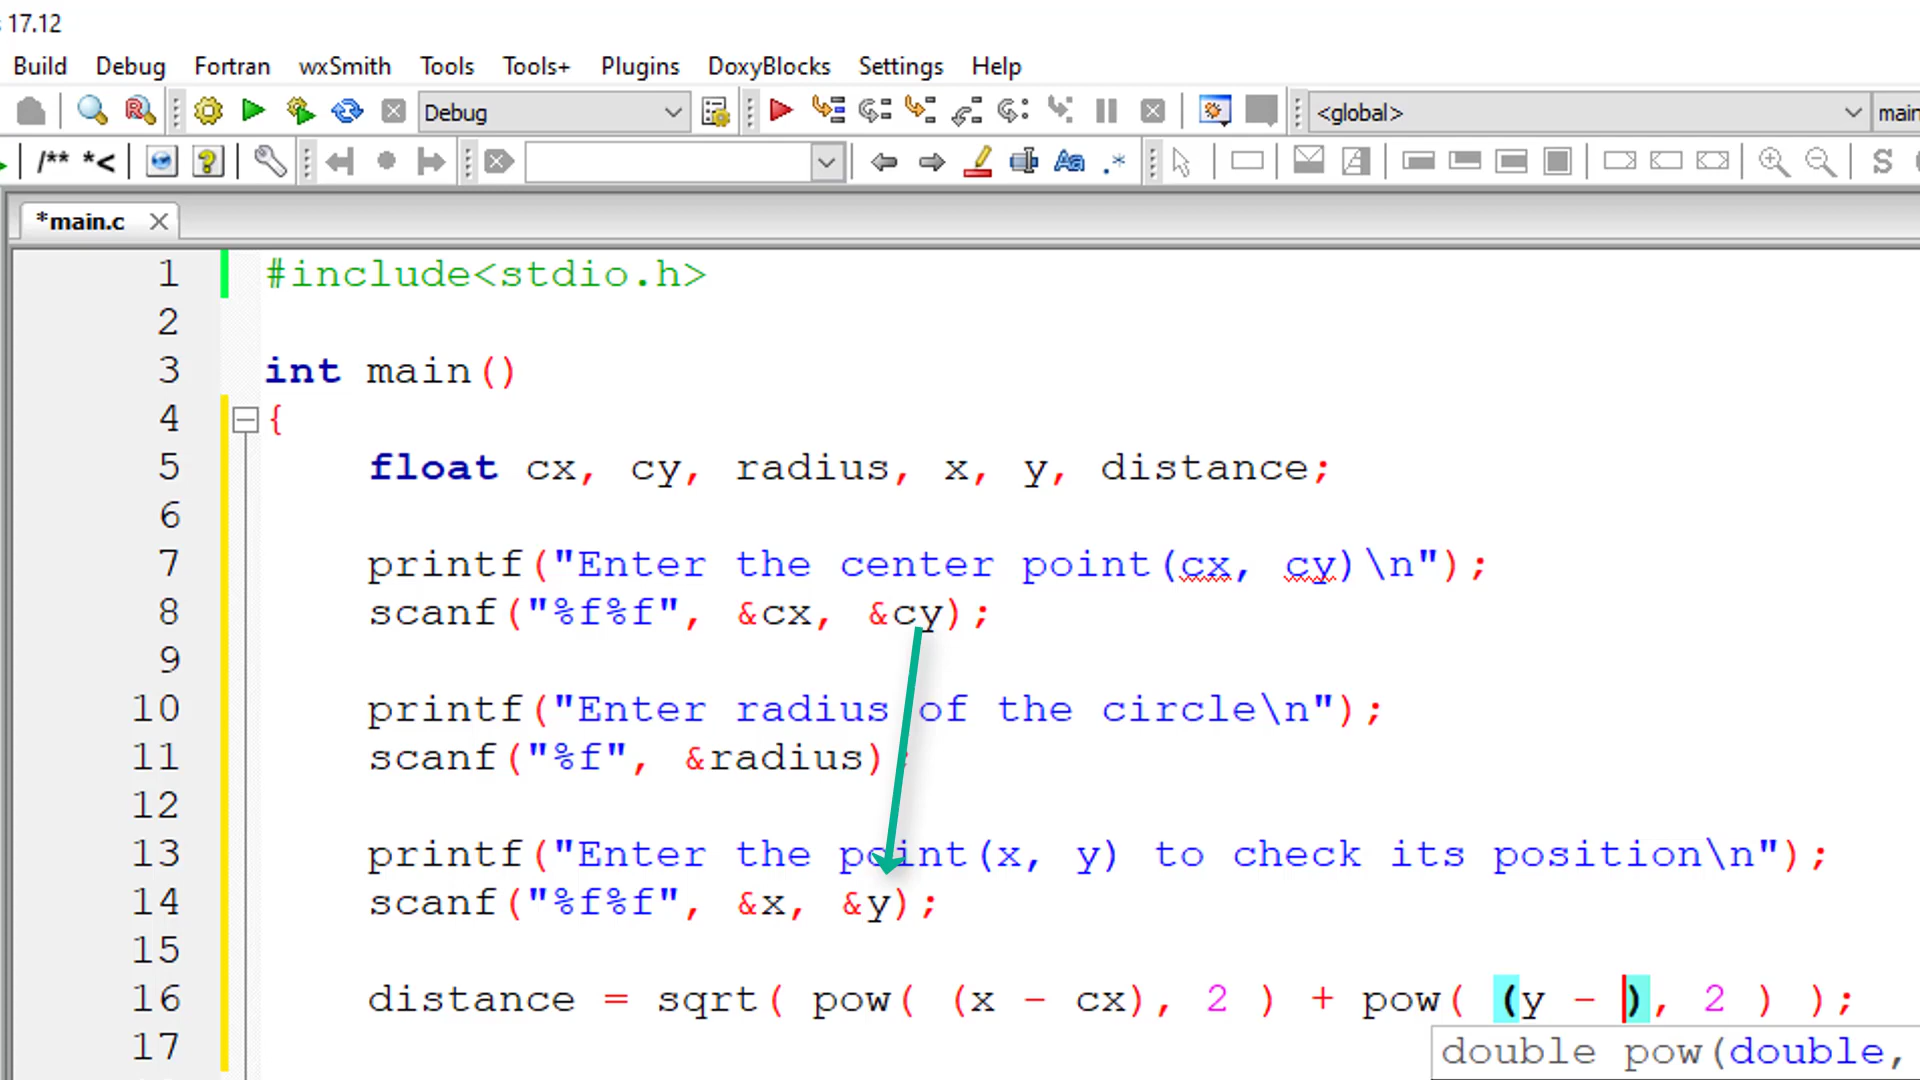 s 17.12
Build Debug Fortran wxSmith Tools Tools+ Plugins DoxyBlocks Settings Help
Debug <global> main
/** *<
*main.c
1 #include<stdio.h>
2
3 int main()
4 {
5 float cx, cy, radius, x, y, distance;
6
7 printf("Enter the center point(cx, cy)\n");
8 scanf("%f%f", &cx, &cy);
9
10 printf("Enter radius of the circle\n");
11 scanf("%f", &radius);
12
13 printf("Enter the point(x, y) to check its position\n");
14 scanf("%f%f", &x, &y);
15
16 distance = sqrt( pow( (x - cx), 2 ) + pow( (y - ), 2 ) );
17 double pow(double,